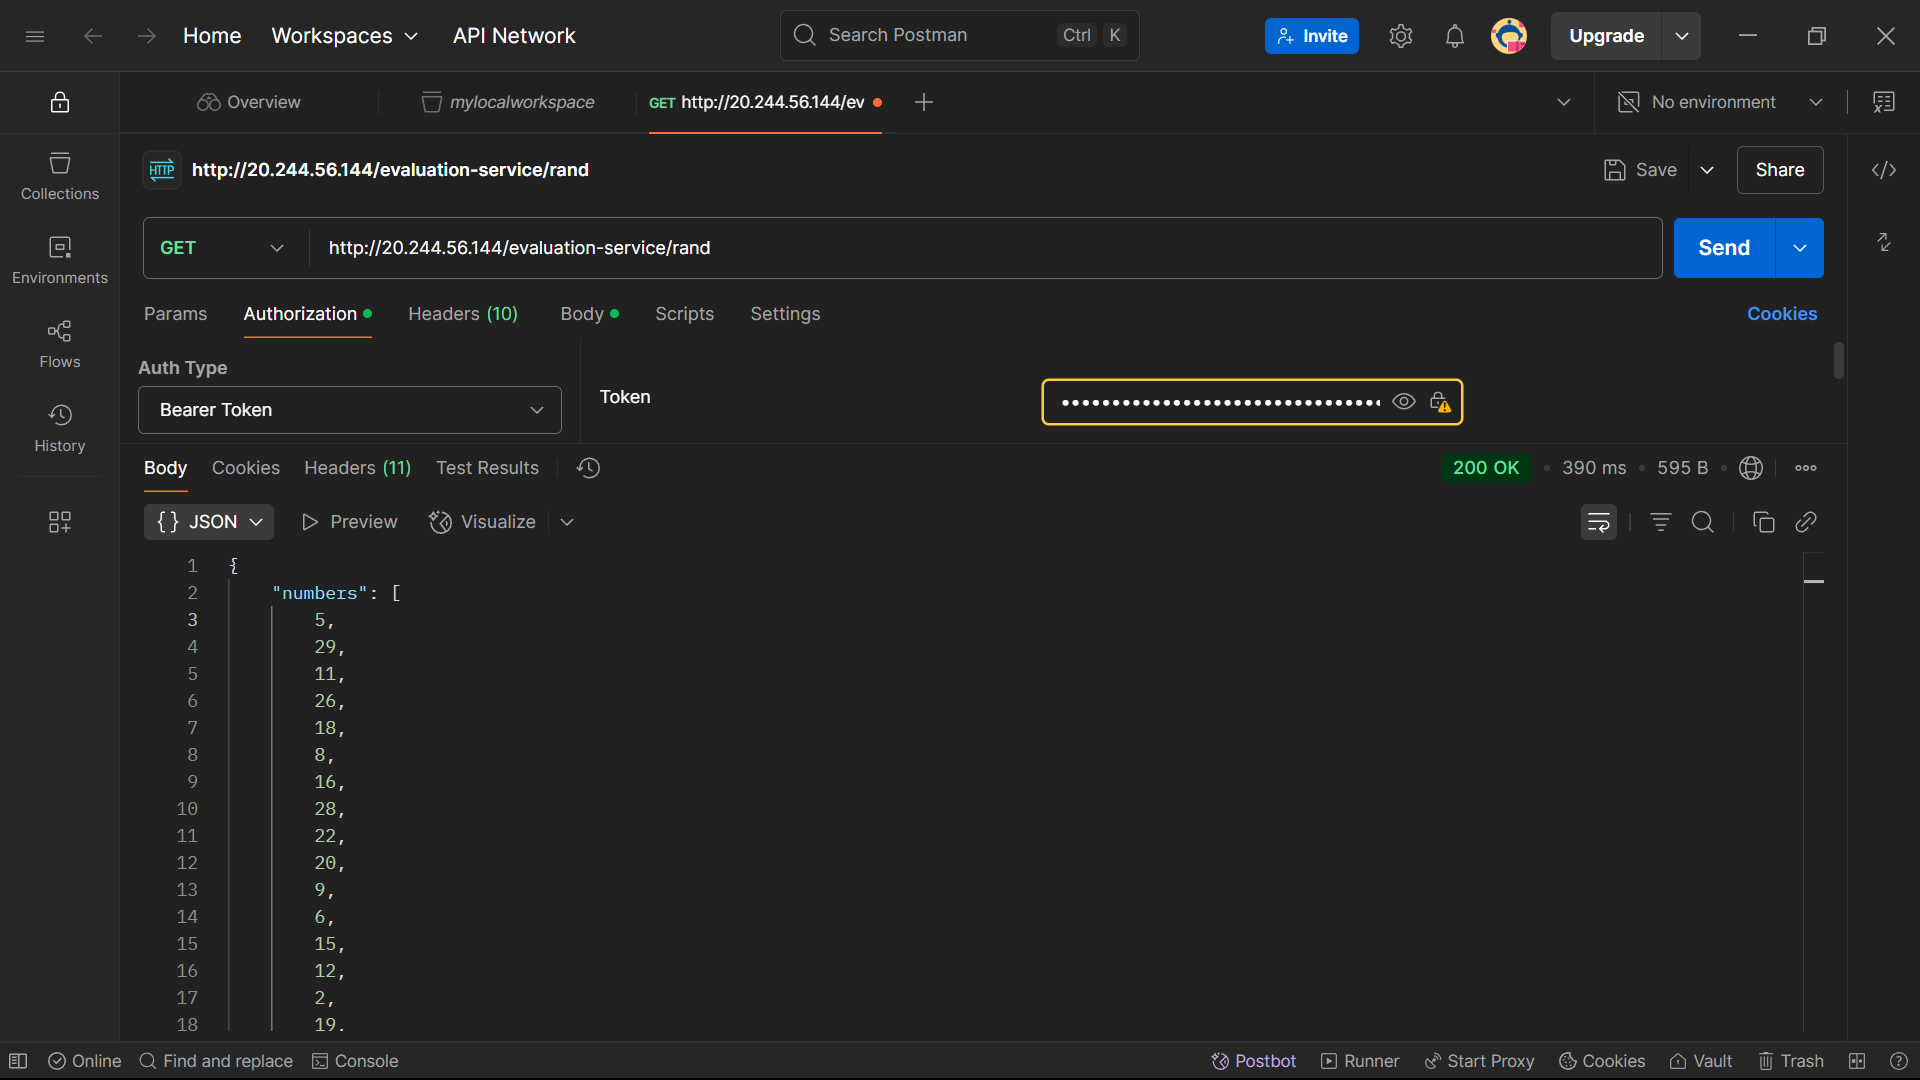 Home Workspaces API Network Search Postman Ctrl K Invite Upgrade
Overview mylocalworkspace GET http://20.244.56.144/ev No environment
HTTP http://20.244.56.144/evaluation-service/rand Save Share
GET http://20.244.56.144/evaluation-service/rand Send
Params Authorization Headers (10) Body Scripts Settings Cookies
Collections
Environments
Flows
History
Auth Type
Bearer Token
Token
Body Cookies Headers (11) Test Results 200 OK 390 ms 595 B
{} JSON Preview Visualize
1 {
2 "numbers": [
3 5,
4 29,
5 11,
6 26,
7 18,
8 8,
9 16,
10 28,
11 22,
12 20,
13 9,
14 6,
15 15,
16 12,
17 2,
18 19,
Online Find and replace Console Postbot Runner Start Proxy Cookies Vault Trash